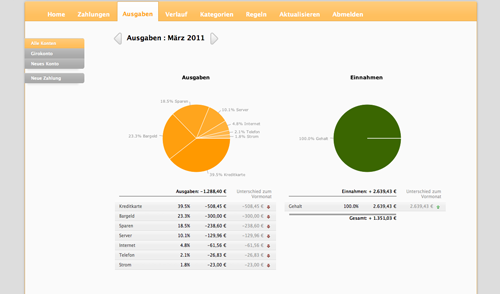 Home Zahlungen Ausgaben Verlauf Kategorien Regeln Aktualisieren Abmelden
Ausgaben : März 2011
Alle Konten
Girokonto
Neues Konto
Neue Zahlung
Ausgaben
Einnahmen
14.5% Sparen
10.1% Server
4.8% Internet
2.1% Telefon
1.8% Strom
23.3% Bargeld
39.5% Kreditkarte
100.0% Gehalt
Ausgaben: −1.288,40 € Unterschied zum Vormonat
Kreditkarte 39.5% −508,45 € −508,45 €
Bargeld 23.3% −300,00 € −300,00 €
Sparen 18.5% −238,60 € −238,60 €
Server 10.1% −129,96 € −129,96 €
Internet 4.8% −61,56 € −61,56 €
Telefon 2.1% −26,83 € −26,83 €
Strom 1.8% −23,00 € −23,00 €
Einnahmen: + 2.639,43 € Unterschied zum Vormonat
Gehalt 100.0% 2.639,43 € 2.639,43 €
Gesamt: + 1.351,03 €